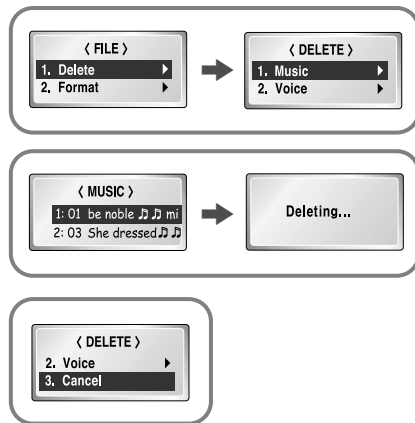 〈 FILE 〉
1. Delete
2. Format
〈 DELETE 〉
1. Music
2. Voice
〈 MUSIC 〉
1: 01 be noble ♫ ♫ mi
2: 03 She dressed ♫ ♫
Deleting...
〈 DELETE 〉
2. Voice
3. Cancel